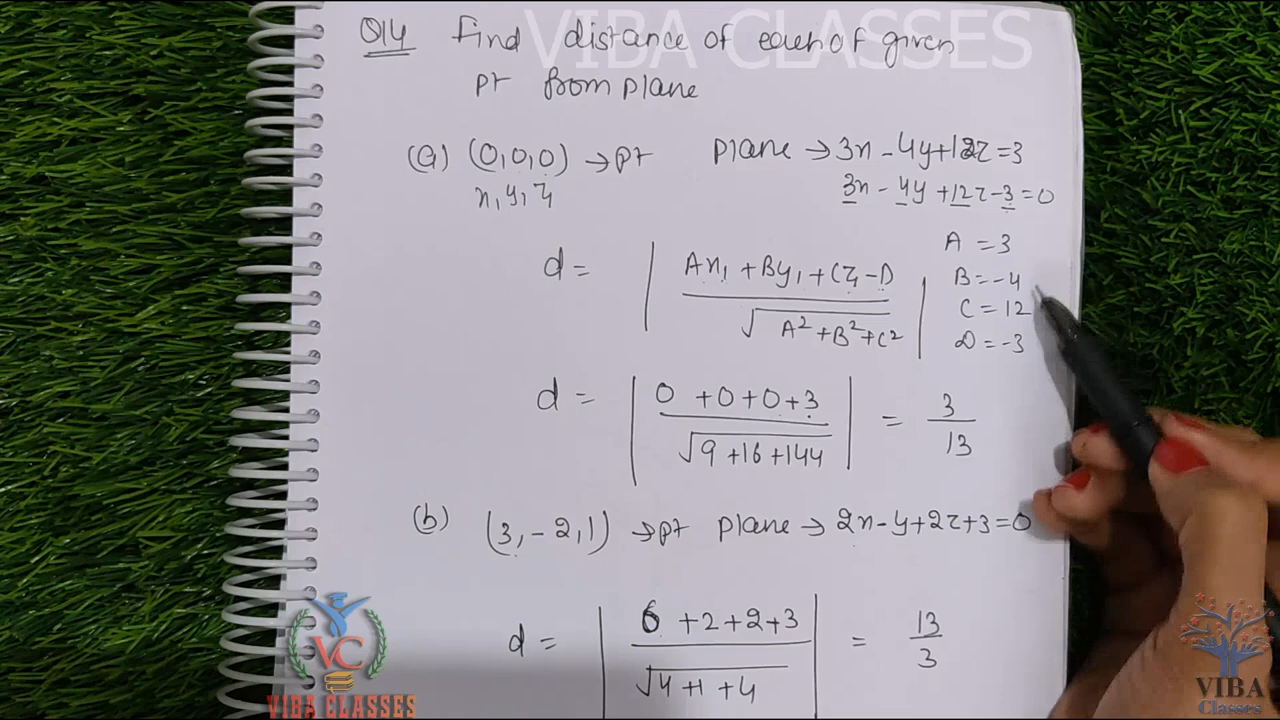 VIBA CLASSES
Q14 Find distance of each of given
pt from plane
(a) (0,0,0) → pt plane → 3x - 4y + 12z = 3
x, y, z 3x - 4y + 12z - 3 = 0
A = 3
d = | Ax₁ + By₁ + Cz₁ - D / √A² + B² + C² | B = -4
C = 12
D = -3
d = | 0 + 0 + 0 + 3 / √9 + 16 + 144 | = 3/13
(b) (3, -2, 1) → pt plane → 2x - y + 2z + 3 = 0
d = | 6 + 2 + 2 + 3 / √4 + 1 + 4 | = 13/3
VC
VIBA CLASSES
VIBA
Classes